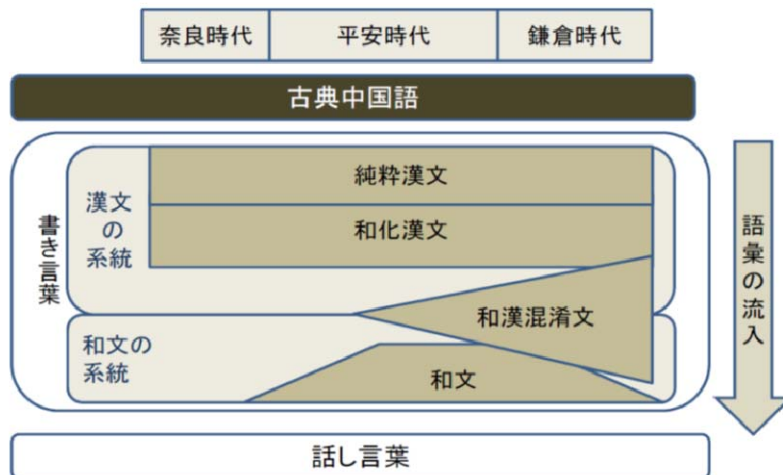 奈良時代
平安時代
鎌倉時代
古典中国語
書き言葉
漢文
の
系統
純粋漢文
和化漢文
和漢混淆文
和文の
系統
和文
語彙の流入
話し言葉